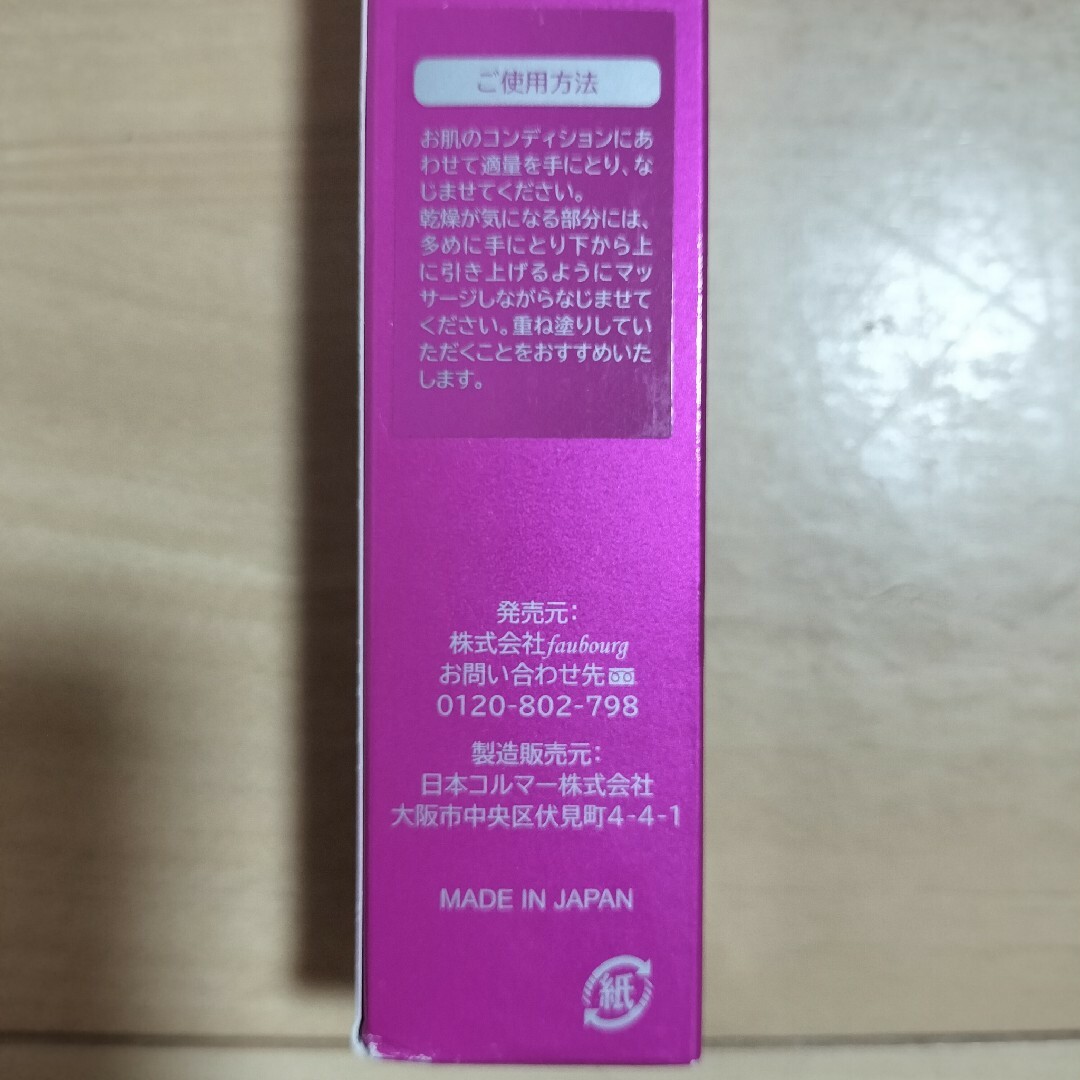 ご使用方法
お肌のコンディションにあ
わせて適量を手にとり、な
じませてください。
乾燥が気になる部分には、
多めに手にとり下から上
に引き上げるようにマッ
サージしながらなじませて
ください。重ね塗りしてい
ただくことをおすすめいた
します。
発売元:
株式会社faubourg
お問い合わせ先
0120-802-798
製造販売元:
日本コルマー株式会社
大阪市中央区伏見町4-4-1
MADE IN JAPAN
紙